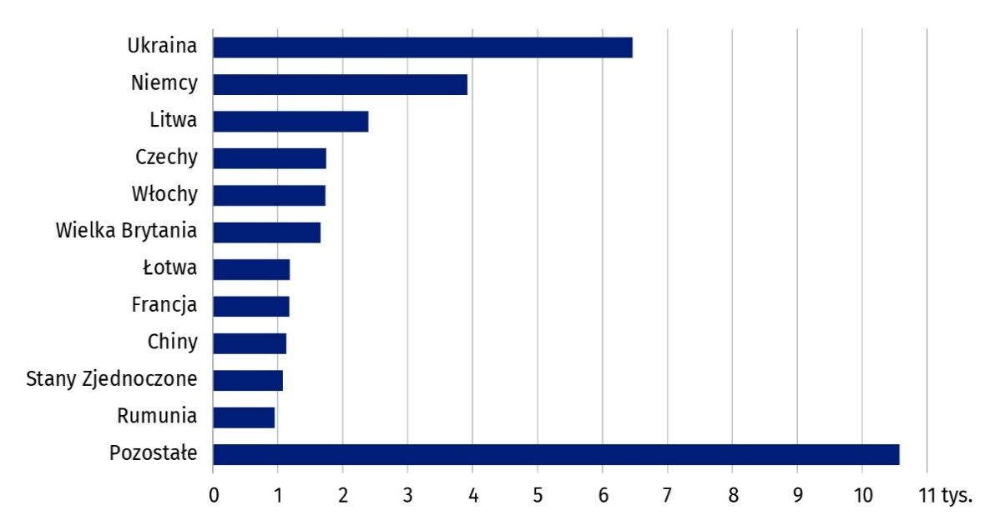 Ukraina
Niemcy
Litwa
Czechy
Włochy
Wielka Brytania
Łotwa
Francja
Chiny
Stany Zjednoczone
Rumunia
Pozostałe
0 1 2 3 4 5 6 7 8 9 10 11 tys.